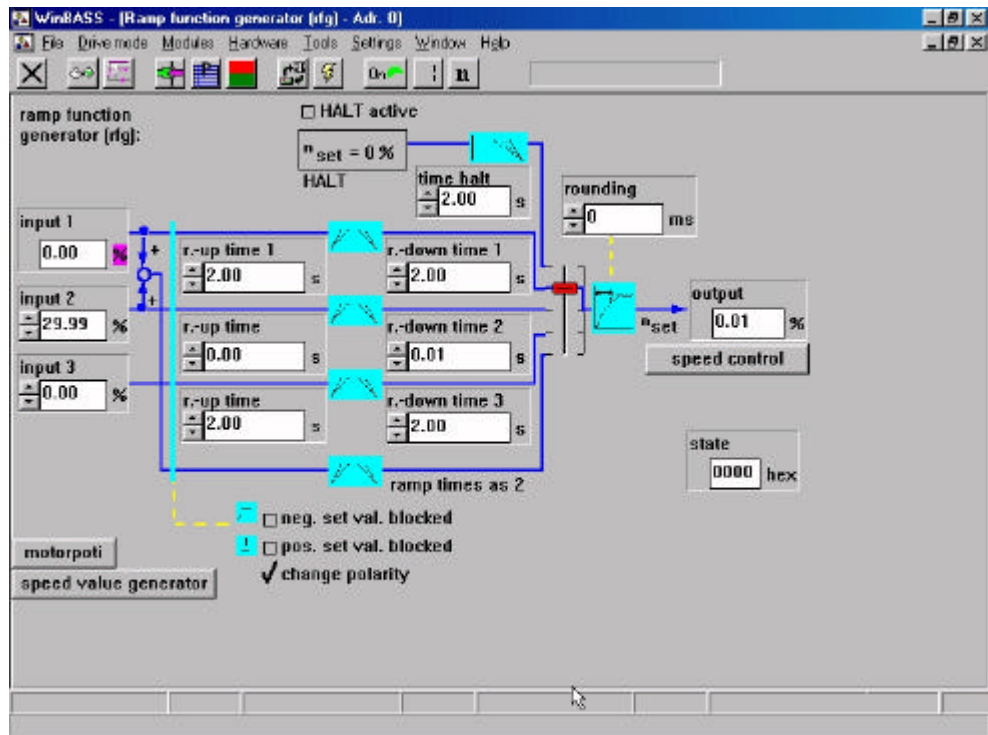 WinBASS - [Ramp function generator (rfg) - Adr. 0]
File Drive mode Modules Hardware Tools Settings Window Help
On n
ramp function
generator (rfg):
HALT active
n set = 0 %
HALT
time halt
2.00 s
rounding
0 ms
input 1
0.00 %
+
+
r.-up time 1
2.00 s
r.-down time 1
2.00 s
input 2
29.99 %
r.-up time
0.00 s
r.-down time 2
0.01 s
n set
output
0.01 %
speed control
input 3
0.00 %
r.-up time
2.00 s
r.-down time 3
2.00 s
state
0000 hex
ramp times as 2
neg. set val. blocked
pos. set val. blocked
change polarity
motorpoti
speed value generator